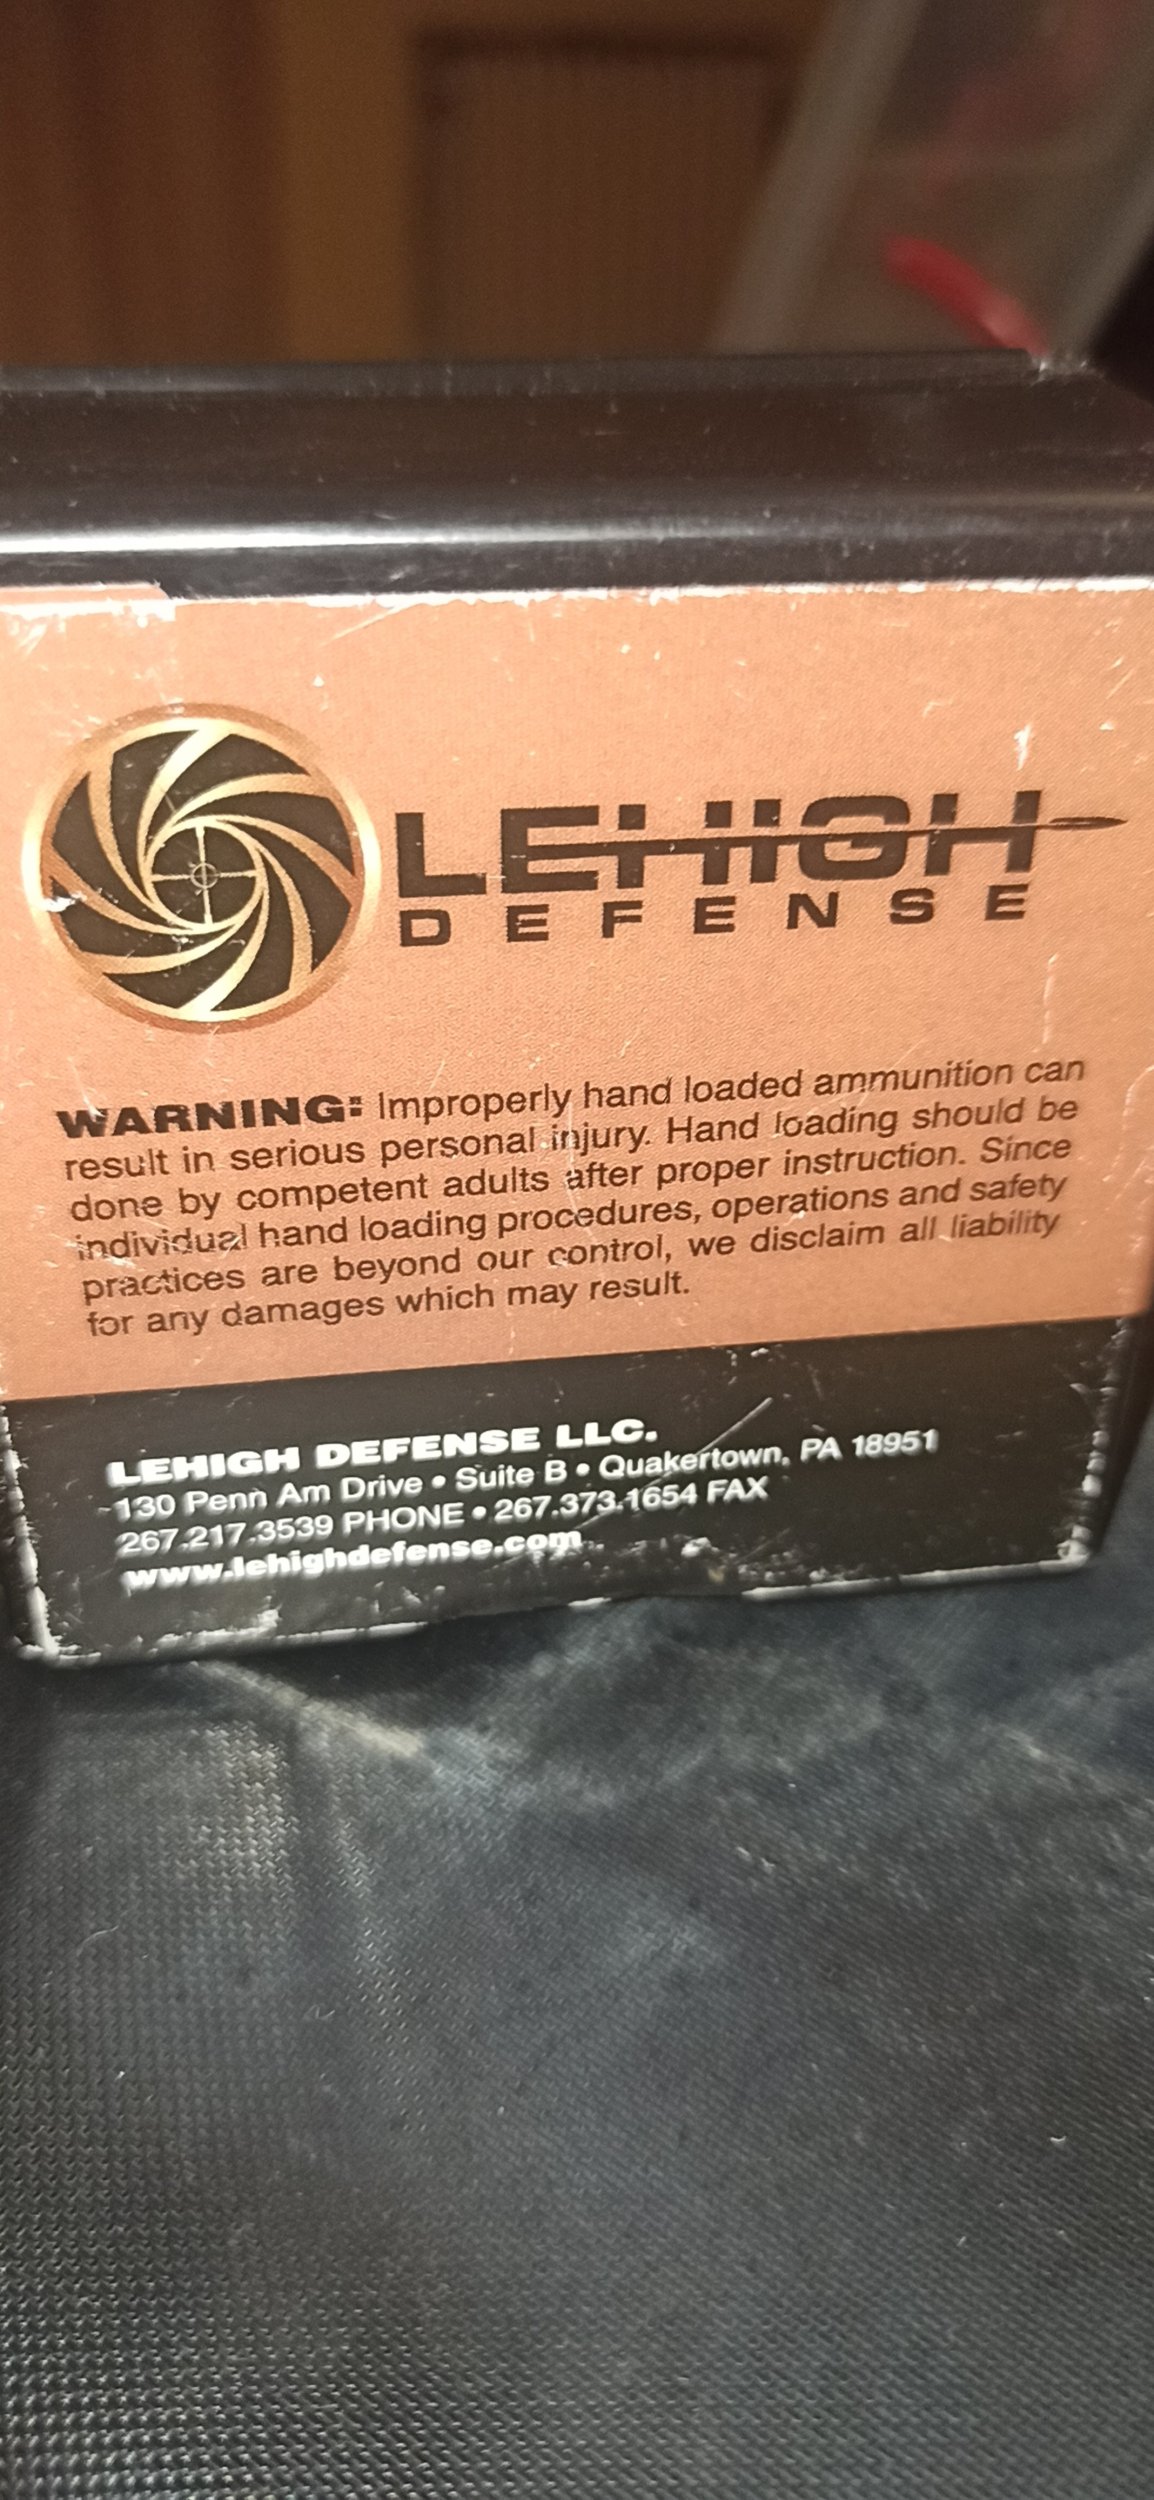 LEHIGH
DEFENSE
WARNING: Improperly hand loaded ammunition can
result in serious personal injury. Hand loading should be
done by competent adults after proper instruction. Since
individual hand loading procedures, operations and safety
practices are beyond our control, we disclaim all liability
for any damages which may result.
LEHIGH DEFENSE LLC.
130 Penn Am Drive • Suite B • Quakertown, PA 18951
267.217.3539 PHONE • 267.373.1654 FAX
www.lehighdefense.com